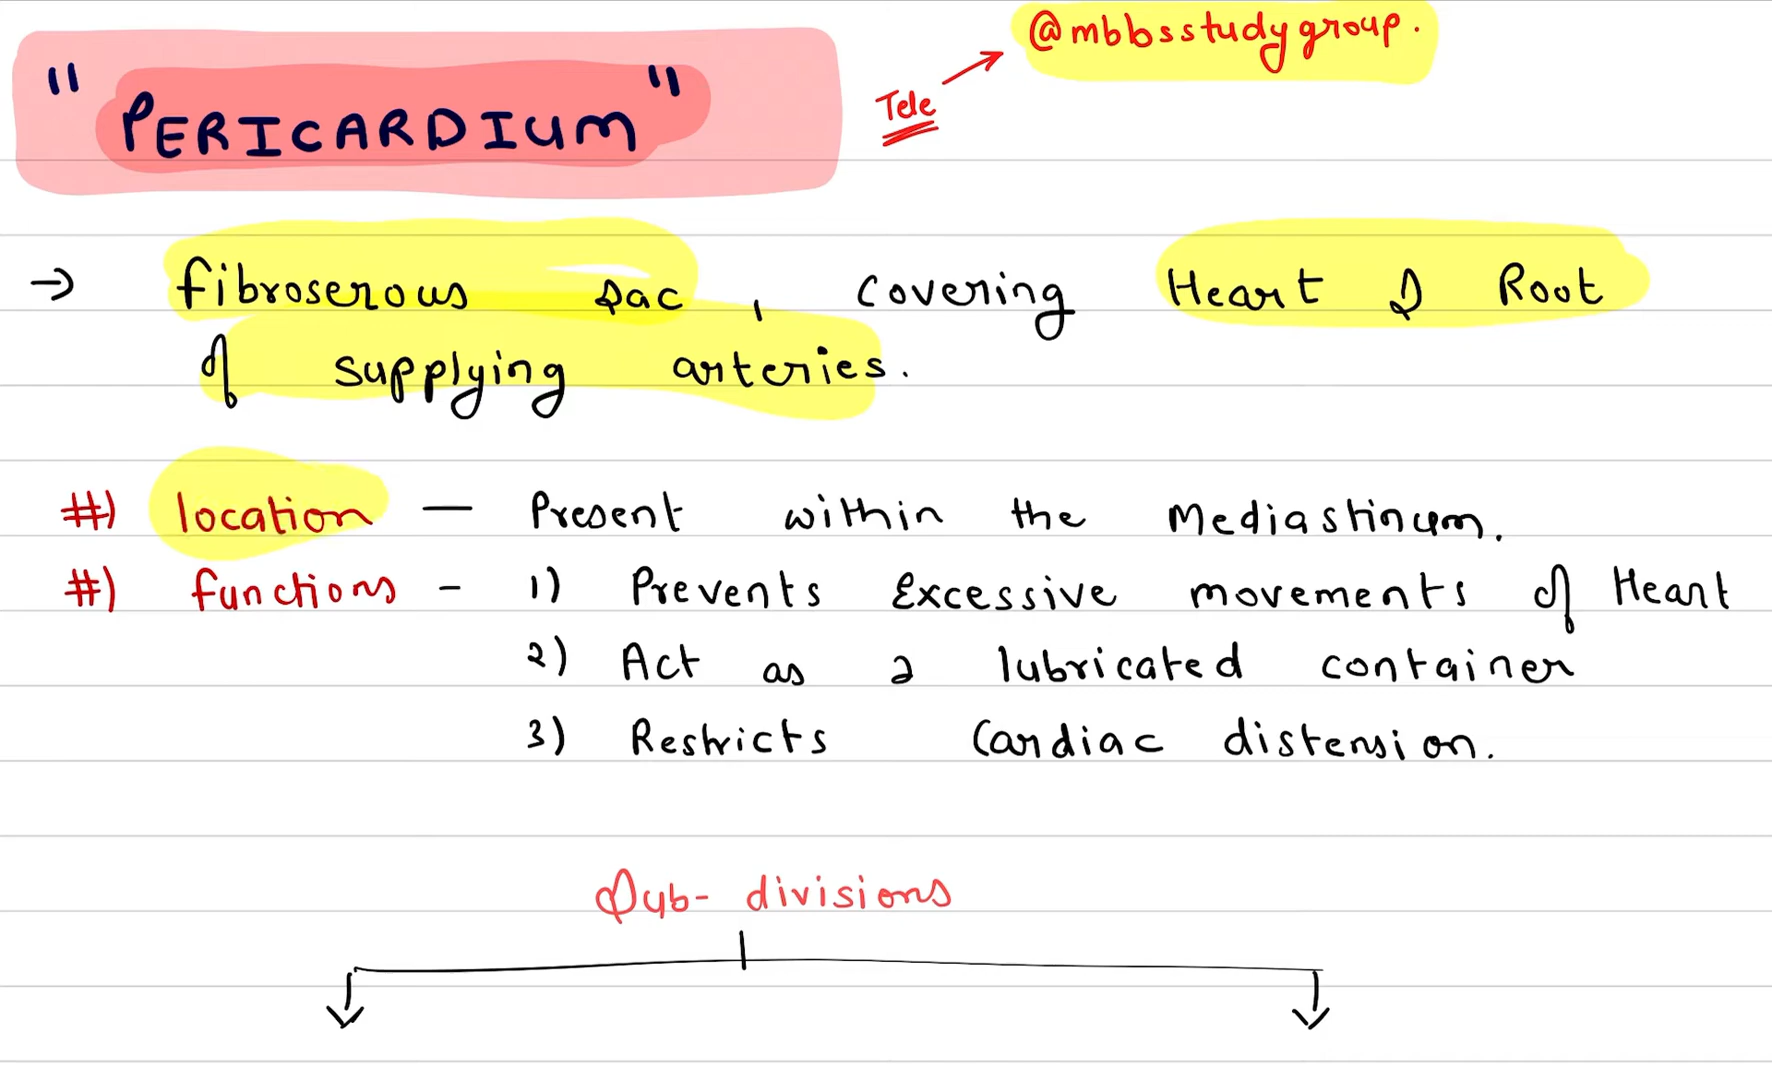 @mbbsstudygroup.
Tele
"PERICARDIUM"
→ fibroserous sac, covering Heart & Root
of supplying arteries.
#) location — Present within the Mediastinum.
#) functions - 1) Prevents Excessive movements of Heart
2) Act as a lubricated container
3) Restricts Cardiac distension.
Sub-divisions